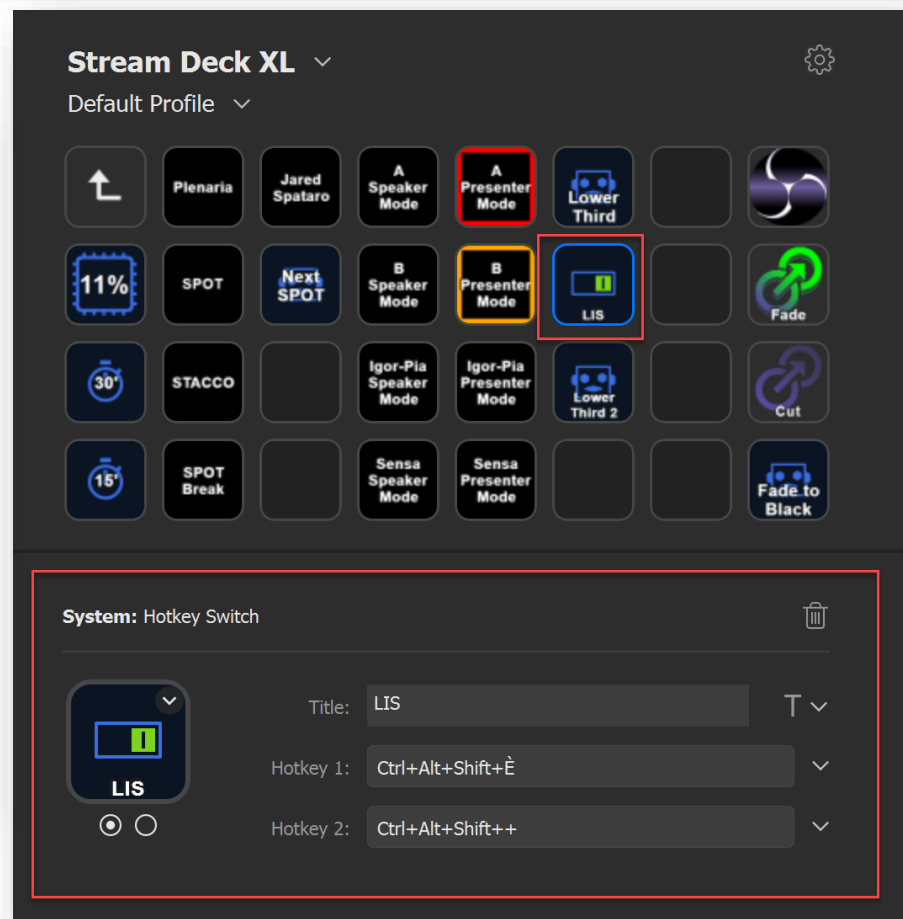 Stream Deck XL
Default Profile
Plenaria
Jared
Spataro
A
Speaker
Mode
A
Presenter
Mode
Lower
Third
11%
SPOT
Next
SPOT
B
Speaker
Mode
B
Presenter
Mode
LIS
Fade
30'
STACCO
Igor-Pia
Speaker
Mode
Igor-Pia
Presenter
Mode
Lower
Third 2
Cut
15'
SPOT
Break
Sensa
Speaker
Mode
Sensa
Presenter
Mode
Fade to
Black
System: Hotkey Switch
LIS
Title: LIS
T
Hotkey 1: Ctrl+Alt+Shift+È
Hotkey 2: Ctrl+Alt+Shift++